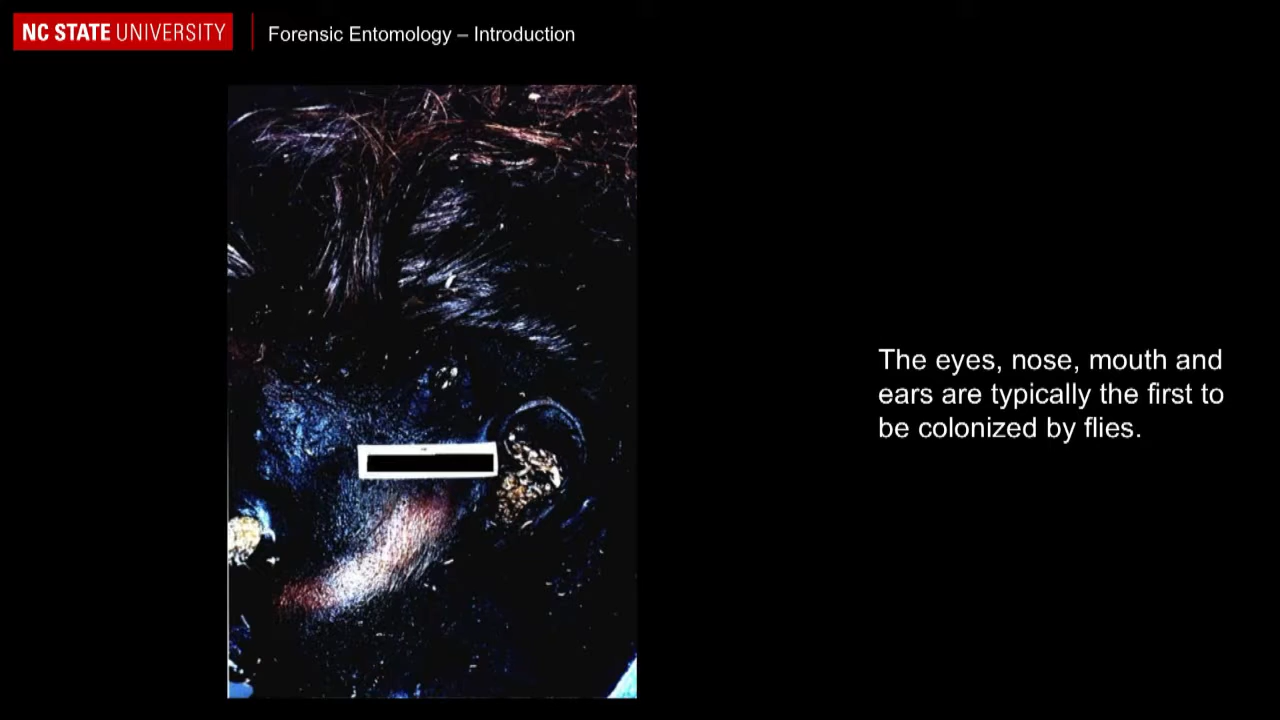 NC STATE UNIVERSITY
Forensic Entomology – Introduction
The eyes, nose, mouth and
ears are typically the first to
be colonized by flies.